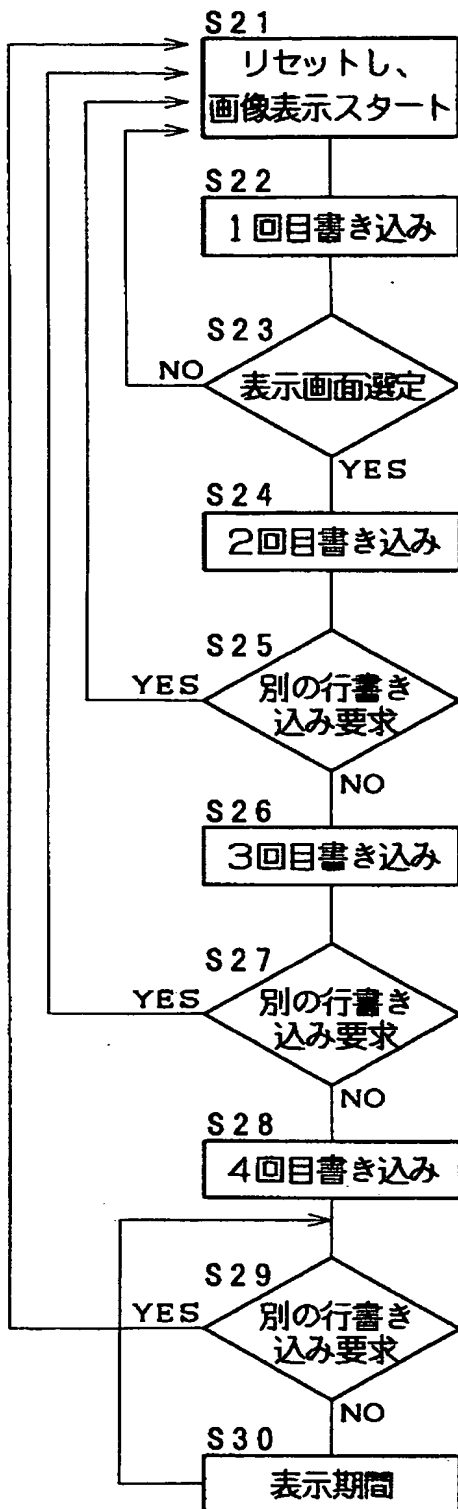 S21
リセットし、
画像表示スタート
S22
1回目書き込み
S23
NO
表示画面選定
YES
S24
2回目書き込み
S25
YES
別の行書き
込み要求
NO
S26
3回目書き込み
S27
YES
別の行書き
込み要求
NO
S28
4回目書き込み
S29
YES
別の行書き
込み要求
NO
S30
表示期間